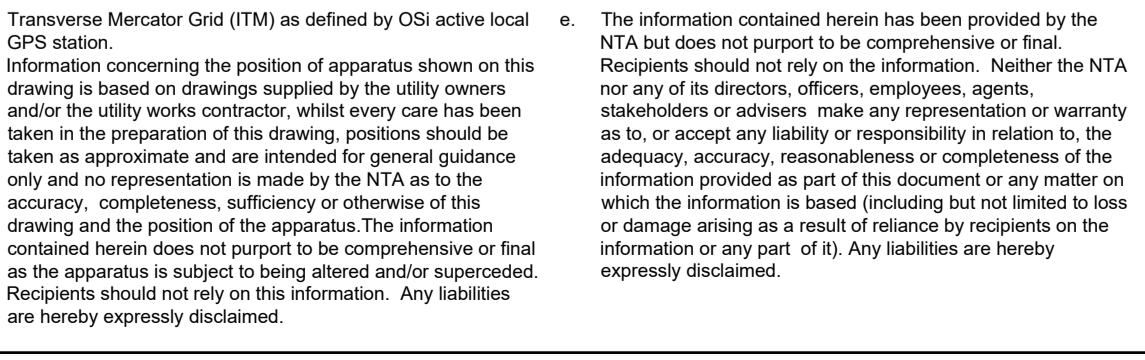 Transverse Mercator Grid (ITM) as defined by OSi active local
GPS station.
Information concerning the position of apparatus shown on this
drawing is based on drawings supplied by the utility owners
and/or the utility works contractor, whilst every care has been
taken in the preparation of this drawing, positions should be
taken as approximate and are intended for general guidance
only and no representation is made by the NTA as to the
accuracy,  completeness, sufficiency or otherwise of this
drawing and the position of the apparatus.The information
contained herein does not purport to be comprehensive or final
as the apparatus is subject to being altered and/or superceded.
Recipients should not rely on this information.  Any liabilities
are hereby expressly disclaimed.
e. The information contained herein has been provided by the
NTA but does not purport to be comprehensive or final.
Recipients should not rely on the information.  Neither the NTA
nor any of its directors, officers, employees, agents,
stakeholders or advisers  make any representation or warranty
as to, or accept any liability or responsibility in relation to, the
adequacy, accuracy, reasonableness or completeness of the
information provided as part of this document or any matter on
which the information is based (including but not limited to loss
or damage arising as a result of reliance by recipients on the
information or any part  of it). Any liabilities are hereby
expressly disclaimed.